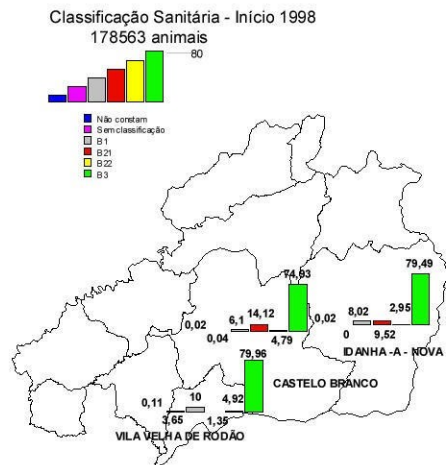 Classificação Sanitária - Início 1998
178563 animais
80
Não constam
Sem classificação
B1
B21
B22
B3
74,93
79,49
0,02
6,1
14,12
0,02
8,02
2,95
0,04
4,79
0
9,52
IDANHA -A - NOVA
79,96
CASTELO BRANCO
0,11
10
4,92
3,65
1,35
VILA VELHA DE RODÃO